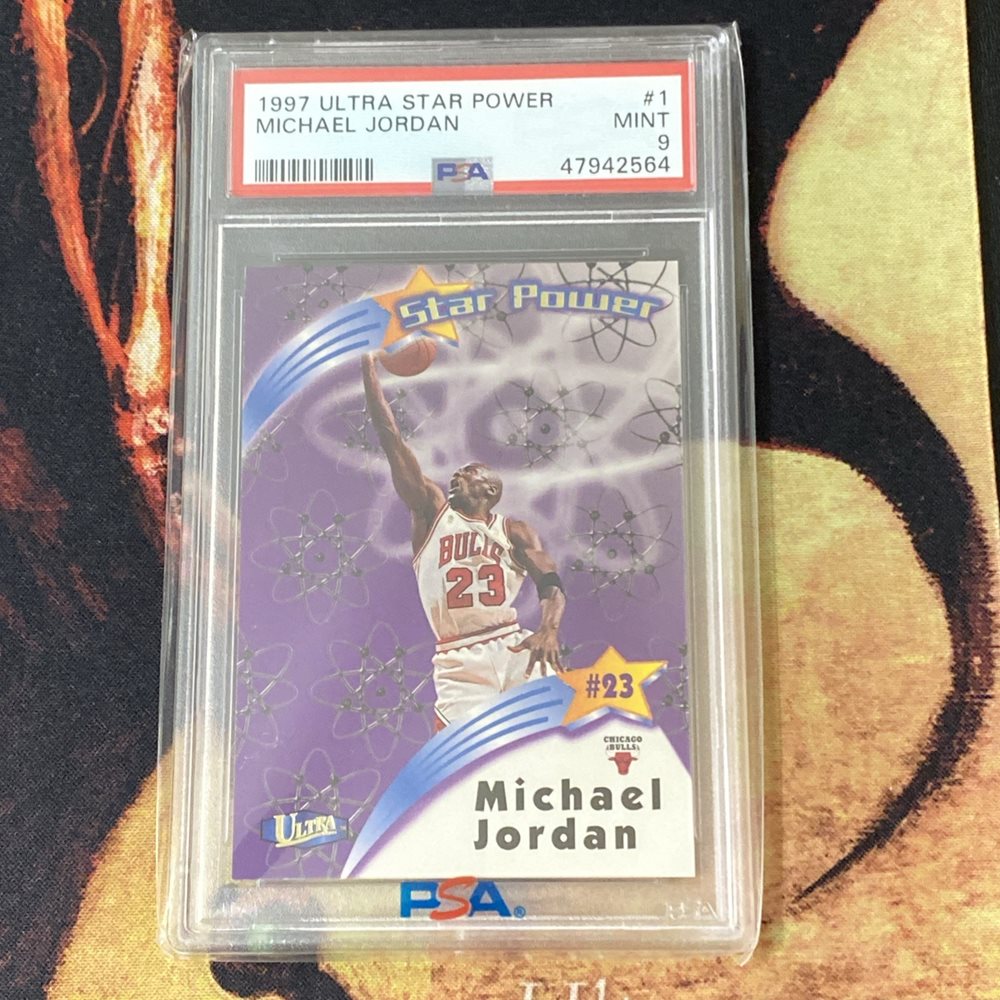 1997 ULTRA STAR POWER #1
MICHAEL JORDAN MINT
9
PSA 47942564
Star Power
BULLS
23
#23
CHICAGO
BULLS
Michael
Jordan
ULTRA
PSA